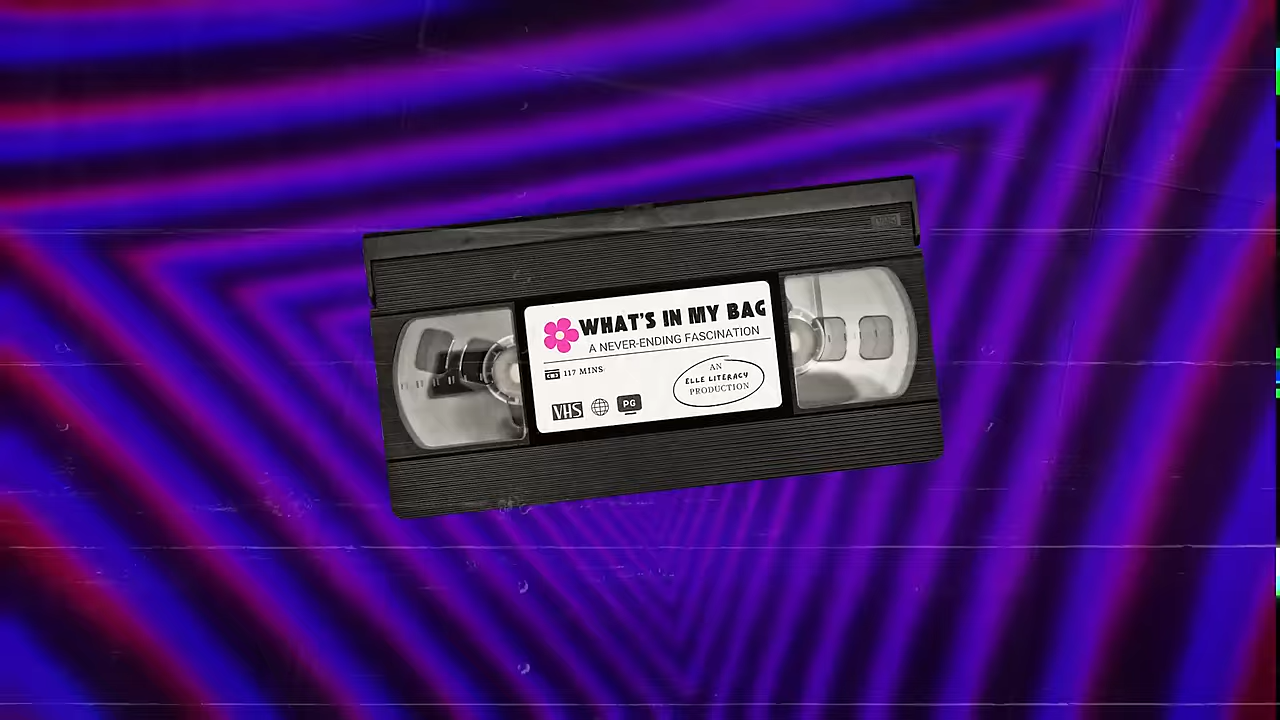 WHAT'S IN MY BAG
A NEVER-ENDING FASCINATION
117 MINS
AN
ELLE LITERACY
PRODUCTION
VHS
PG